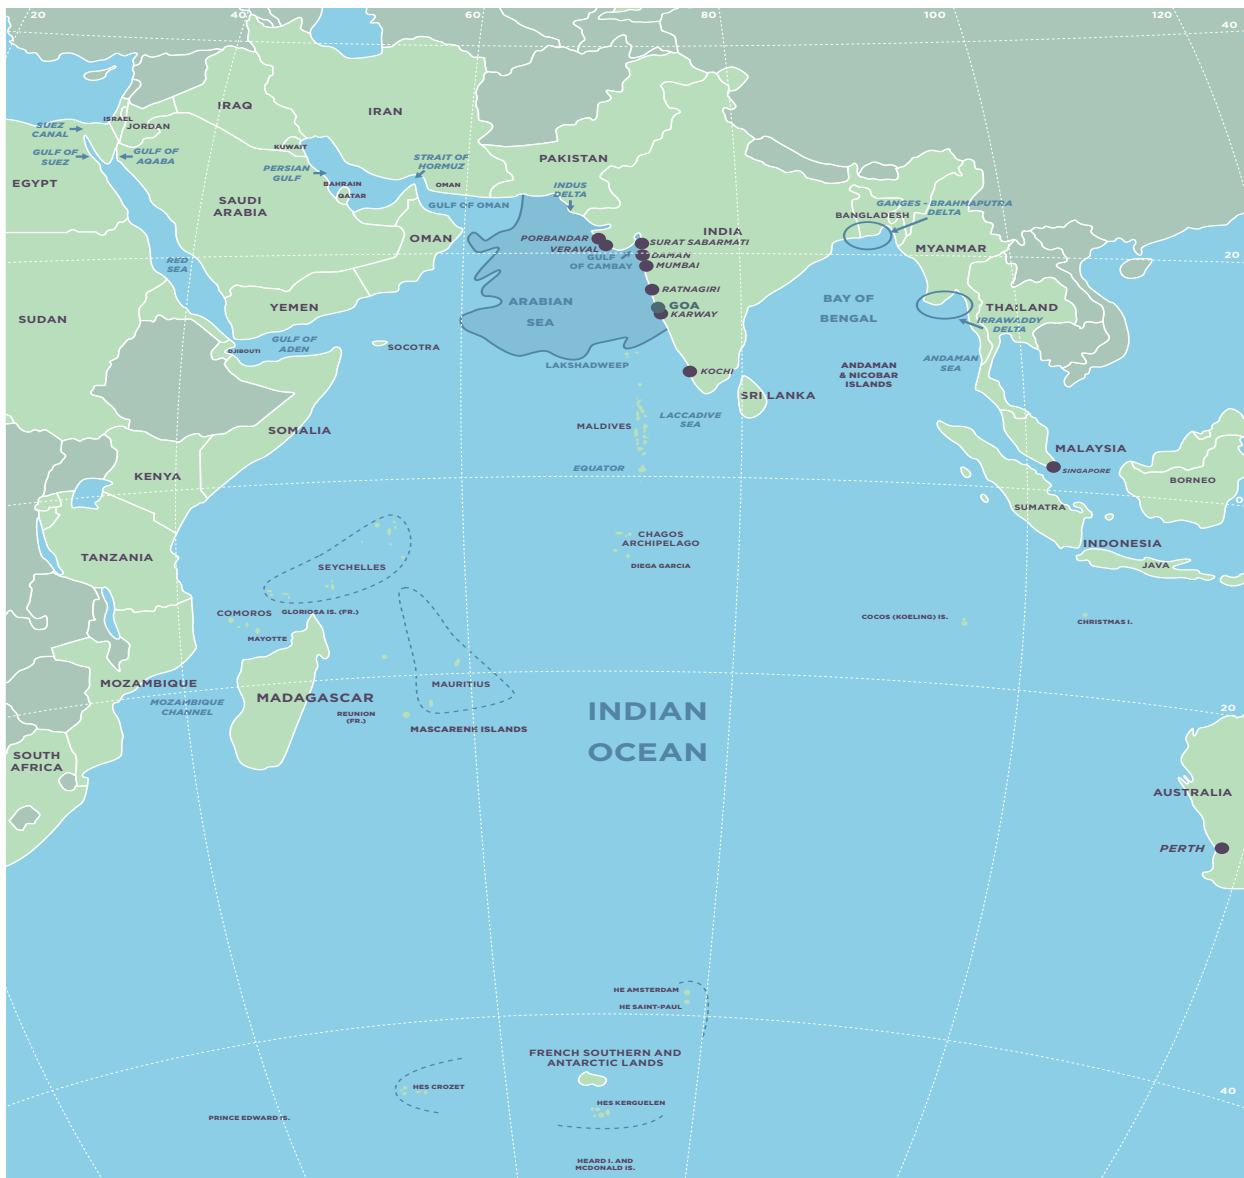 20
40
60
80
100
120
40
IRAQ
IRAN
ISRAEL
JORDAN
SUEZ
CANAL
GULF OF
SUEZ
GULF OF
AQABA
KUWAIT
PERSIAN
GULF
STRAIT OF
HORMUZ
PAKISTAN
EGYPT
BAHRAIN
QATAR
OMAN
INDUS
DELTA
SAUDI
ARABIA
GULF OF OMAN
GANGES - BRAHMAPUTRA
DELTA
BANGLADESH
OMAN
PORBANDAR
VERAVAL
INDIA
SURAT SABARMATI
DAMAN
GULF
OF CAMBAY
MUMBAI
MYANMAR
20
RED
SEA
RATNAGIRI
ARABIAN
SEA
GOA
KARWAY
BAY OF
BENGAL
THAILAND
IRRAWADDY
DELTA
SUDAN
YEMEN
GULF OF
ADEN
DJIBOUTI
SOCOTRA
LAKSHADWEEP
KOCHI
ANDAMAN
& NICOBAR
ISLANDS
ANDAMAN
SEA
SRI LANKA
SOMALIA
MALDIVES
LACCADIVE
SEA
MALAYSIA
SINGAPORE
EQUATOR
KENYA
BORNEO
0
SUMATRA
TANZANIA
CHAGOS
ARCHIPELAGO
DIEGA GARCIA
INDONESIA
JAVA
SEYCHELLES
COMOROS
GLORIOSA IS. (FR.)
MAYOTTE
COCOS (KOELING) IS.
CHRISTMAS I.
MOZAMBIQUE
MOZAMBIQUE
CHANNEL
MADAGASCAR
MAURITIUS
REUNION
(FR.)
MASCARENE ISLANDS
INDIAN
OCEAN
20
SOUTH
AFRICA
AUSTRALIA
PERTH
HE AMSTERDAM
HE SAINT-PAUL
FRENCH SOUTHERN AND
ANTARCTIC LANDS
HES CROZET
HES KERGUELEN
40
PRINCE EDWARD IS.
HEARD I. AND
MCDONALD IS.